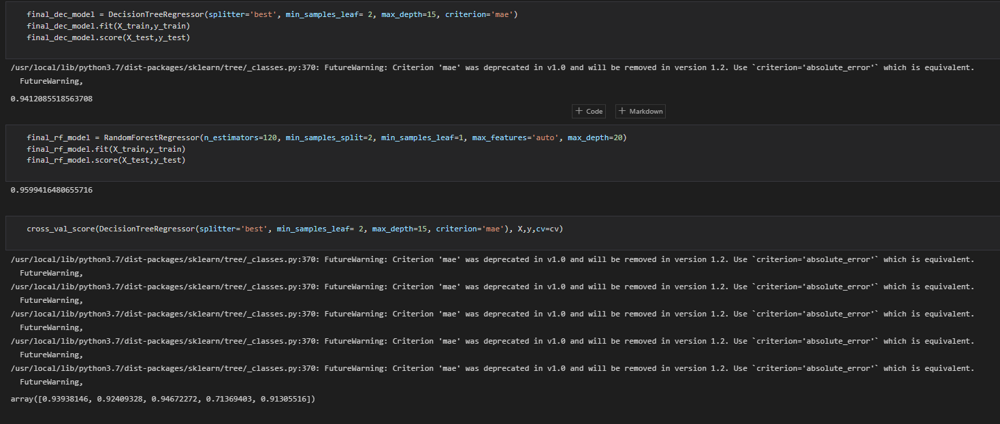 final_dec_model = DecisionTreeRegressor(splitter='best', min_samples_leaf= 2, max_depth=15, criterion='mae')
final_dec_model.fit(X_train,y_train)
final_dec_model.score(X_test,y_test)
/usr/local/lib/python3.7/dist-packages/sklearn/tree/_classes.py:370: FutureWarning: Criterion 'mae' was deprecated in v1.0 and will be removed in version 1.2. Use `criterion='absolute_error'` which is equivalent.
FutureWarning,
0.9412085518563708
+ Code + Markdown
final_rf_model = RandomForestRegressor(n_estimators=120, min_samples_split=2, min_samples_leaf=1, max_features='auto', max_depth=20)
final_rf_model.fit(X_train,y_train)
final_rf_model.score(X_test,y_test)
0.9599416480655716
cross_val_score(DecisionTreeRegressor(splitter='best', min_samples_leaf= 2, max_depth=15, criterion='mae'), X,y,cv=cv)
/usr/local/lib/python3.7/dist-packages/sklearn/tree/_classes.py:370: FutureWarning: Criterion 'mae' was deprecated in v1.0 and will be removed in version 1.2. Use `criterion='absolute_error'` which is equivalent.
FutureWarning,
/usr/local/lib/python3.7/dist-packages/sklearn/tree/_classes.py:370: FutureWarning: Criterion 'mae' was deprecated in v1.0 and will be removed in version 1.2. Use `criterion='absolute_error'` which is equivalent.
FutureWarning,
/usr/local/lib/python3.7/dist-packages/sklearn/tree/_classes.py:370: FutureWarning: Criterion 'mae' was deprecated in v1.0 and will be removed in version 1.2. Use `criterion='absolute_error'` which is equivalent.
FutureWarning,
/usr/local/lib/python3.7/dist-packages/sklearn/tree/_classes.py:370: FutureWarning: Criterion 'mae' was deprecated in v1.0 and will be removed in version 1.2. Use `criterion='absolute_error'` which is equivalent.
FutureWarning,
/usr/local/lib/python3.7/dist-packages/sklearn/tree/_classes.py:370: FutureWarning: Criterion 'mae' was deprecated in v1.0 and will be removed in version 1.2. Use `criterion='absolute_error'` which is equivalent.
FutureWarning,
array([0.93938146, 0.92409328, 0.94672272, 0.71369403, 0.91305516])